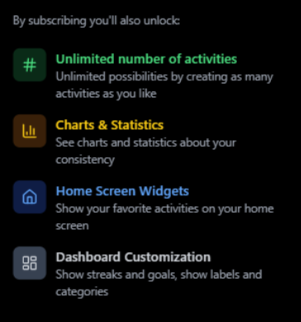 By subscribing you'll also unlock:
Unlimited number of activities
Unlimited possibilities by creating as many
activities as you like
Charts & Statistics
See charts and statistics about your
consistency
Home Screen Widgets
Show your favorite activities on your home
screen
Dashboard Customization
Show streaks and goals, show labels and
categories